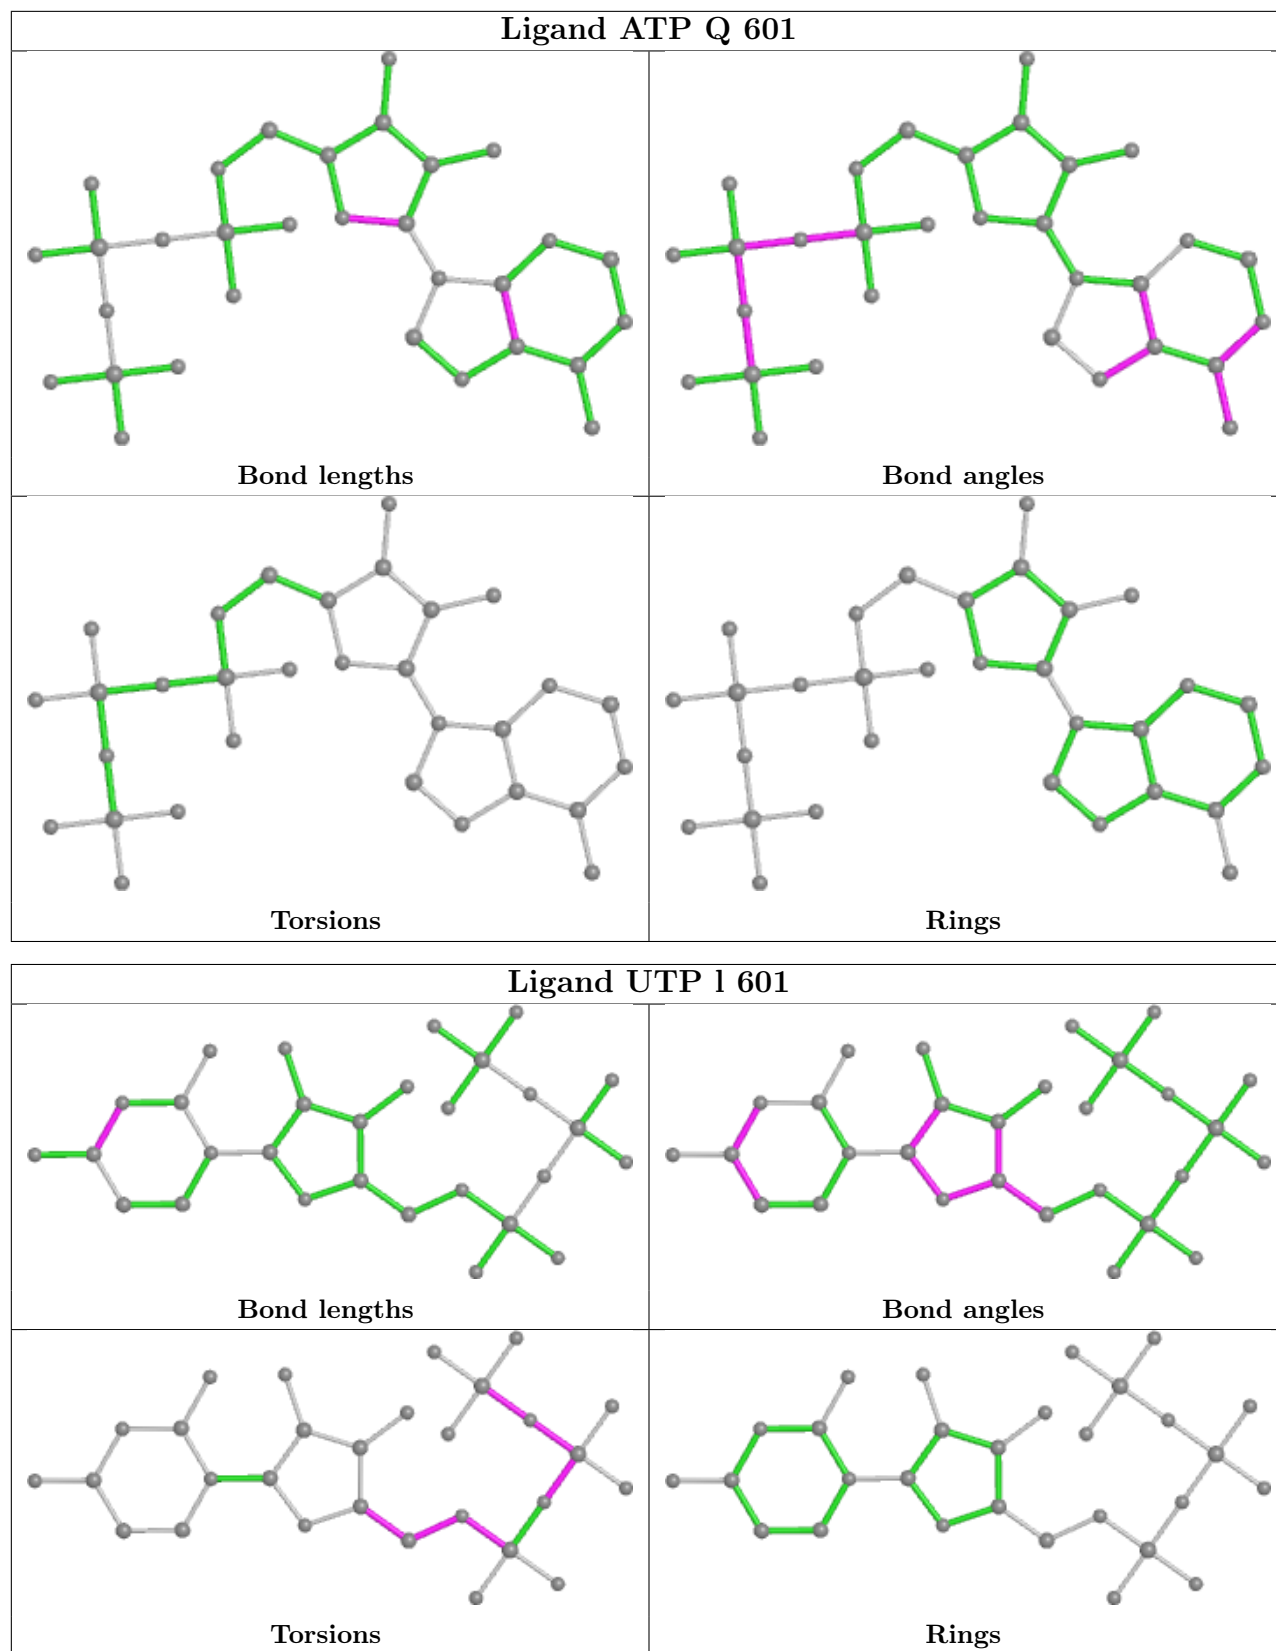 Ligand ATP Q 601
Bond lengths
Bond angles
Torsions
Rings
Ligand UTP l 601
Bond lengths
Bond angles
Torsions
Rings